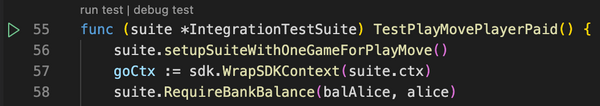 run test | debug test
55 func (suite *IntegrationTestSuite) TestPlayMovePlayerPaid() {
56 suite.setupSuiteWithOneGameForPlayMove()
57 goCtx := sdk.WrapSDKContext(suite.ctx)
58 suite.RequireBankBalance(balAlice, alice)